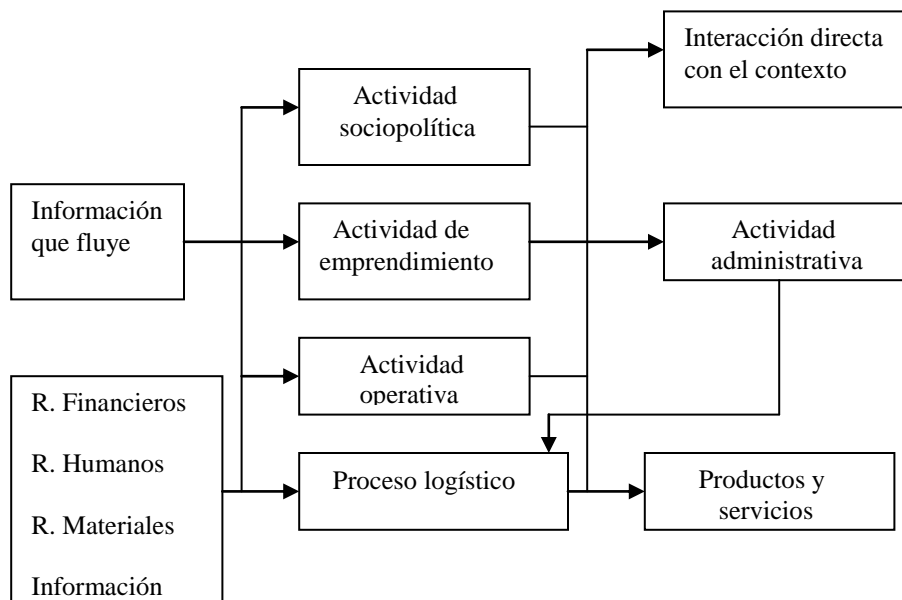 Interacción directa
con el contexto
Actividad
sociopolítica
Información
que fluye
Actividad de
emprendimiento
Actividad
administrativa
Actividad
operativa
R. Financieros
R. Humanos
R. Materiales
Información
Proceso logístico
Productos y
servicios